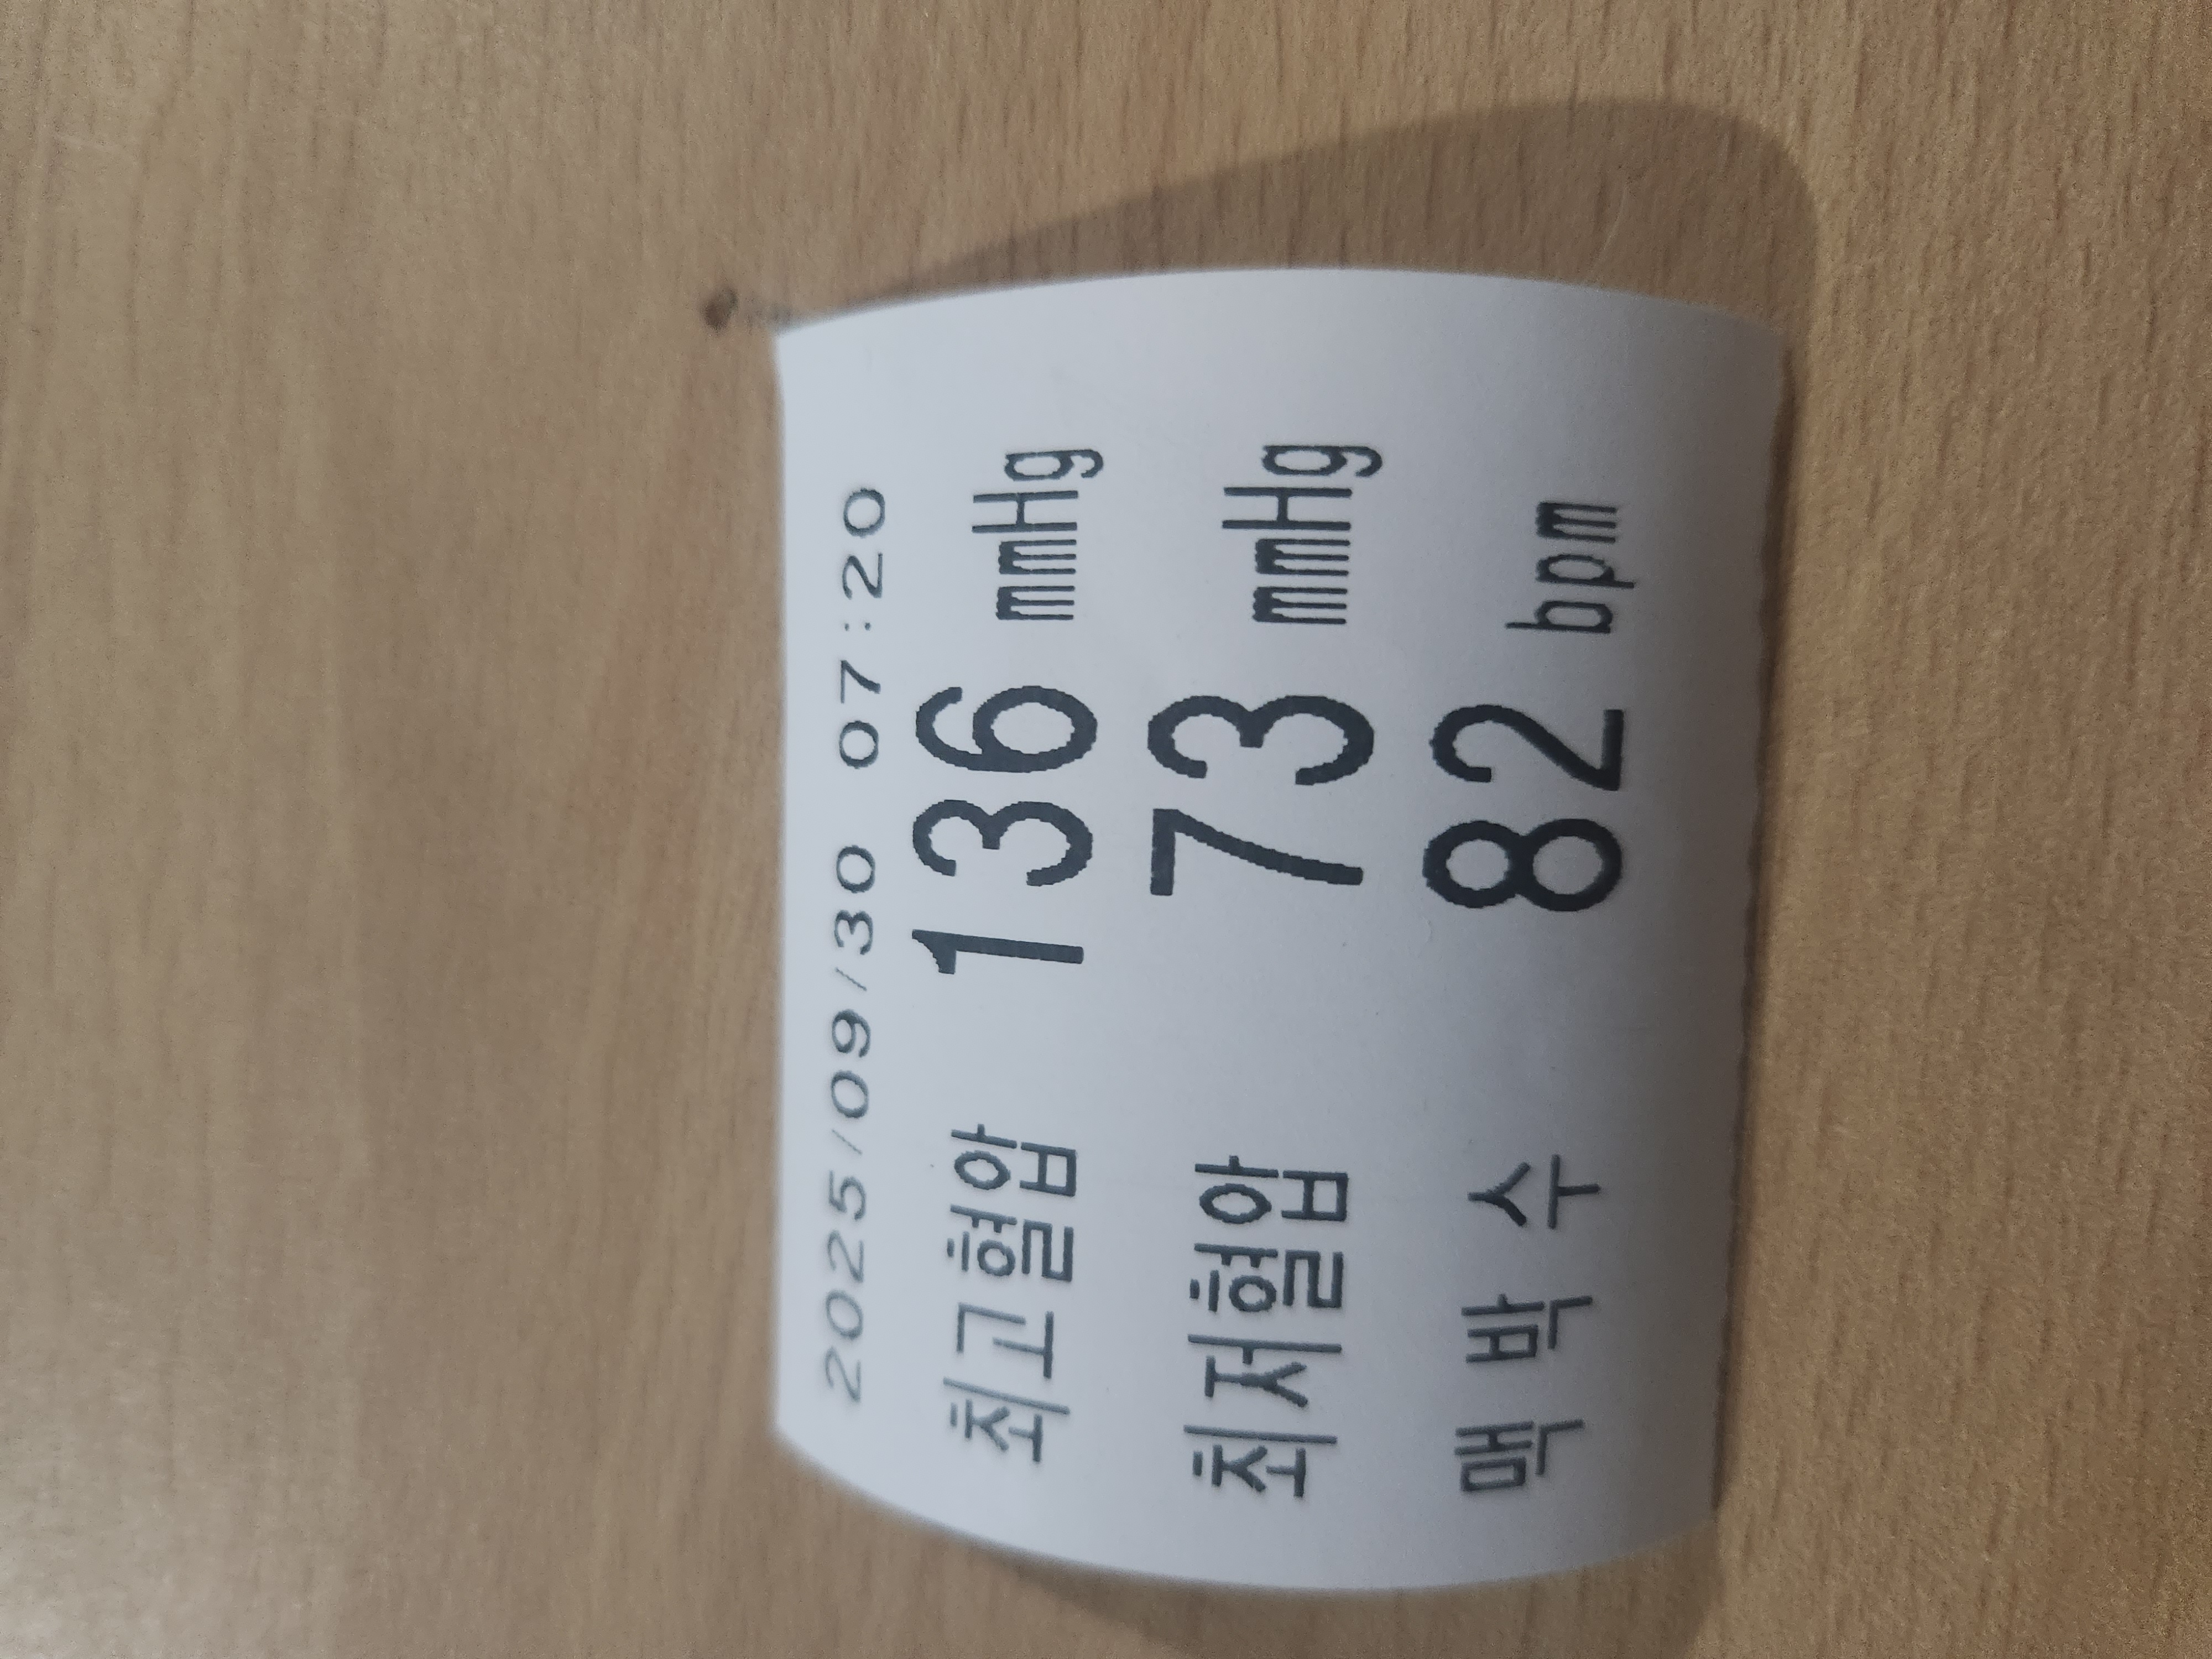 2025/09/30 07:20
최고혈압 136 mmHg
최저혈압 73 mmHg
맥박수 82 bpm